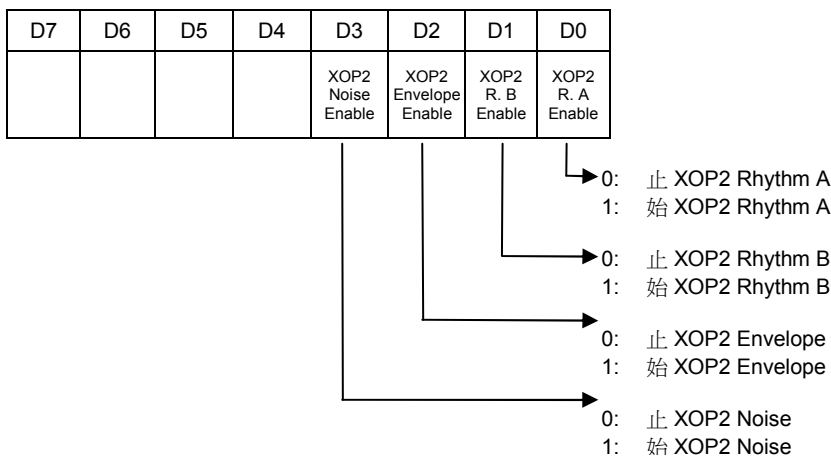 D7 D6 D5 D4 D3 D2 D1 D0
XOP2 Noise Enable
XOP2 Envelope Enable
XOP2 R. B Enable
XOP2 R. A Enable
0: 止 XOP2 Rhythm A
1: 始 XOP2 Rhythm A
0: 止 XOP2 Rhythm B
1: 始 XOP2 Rhythm B
0: 止 XOP2 Envelope
1: 始 XOP2 Envelope
0: 止 XOP2 Noise
1: 始 XOP2 Noise